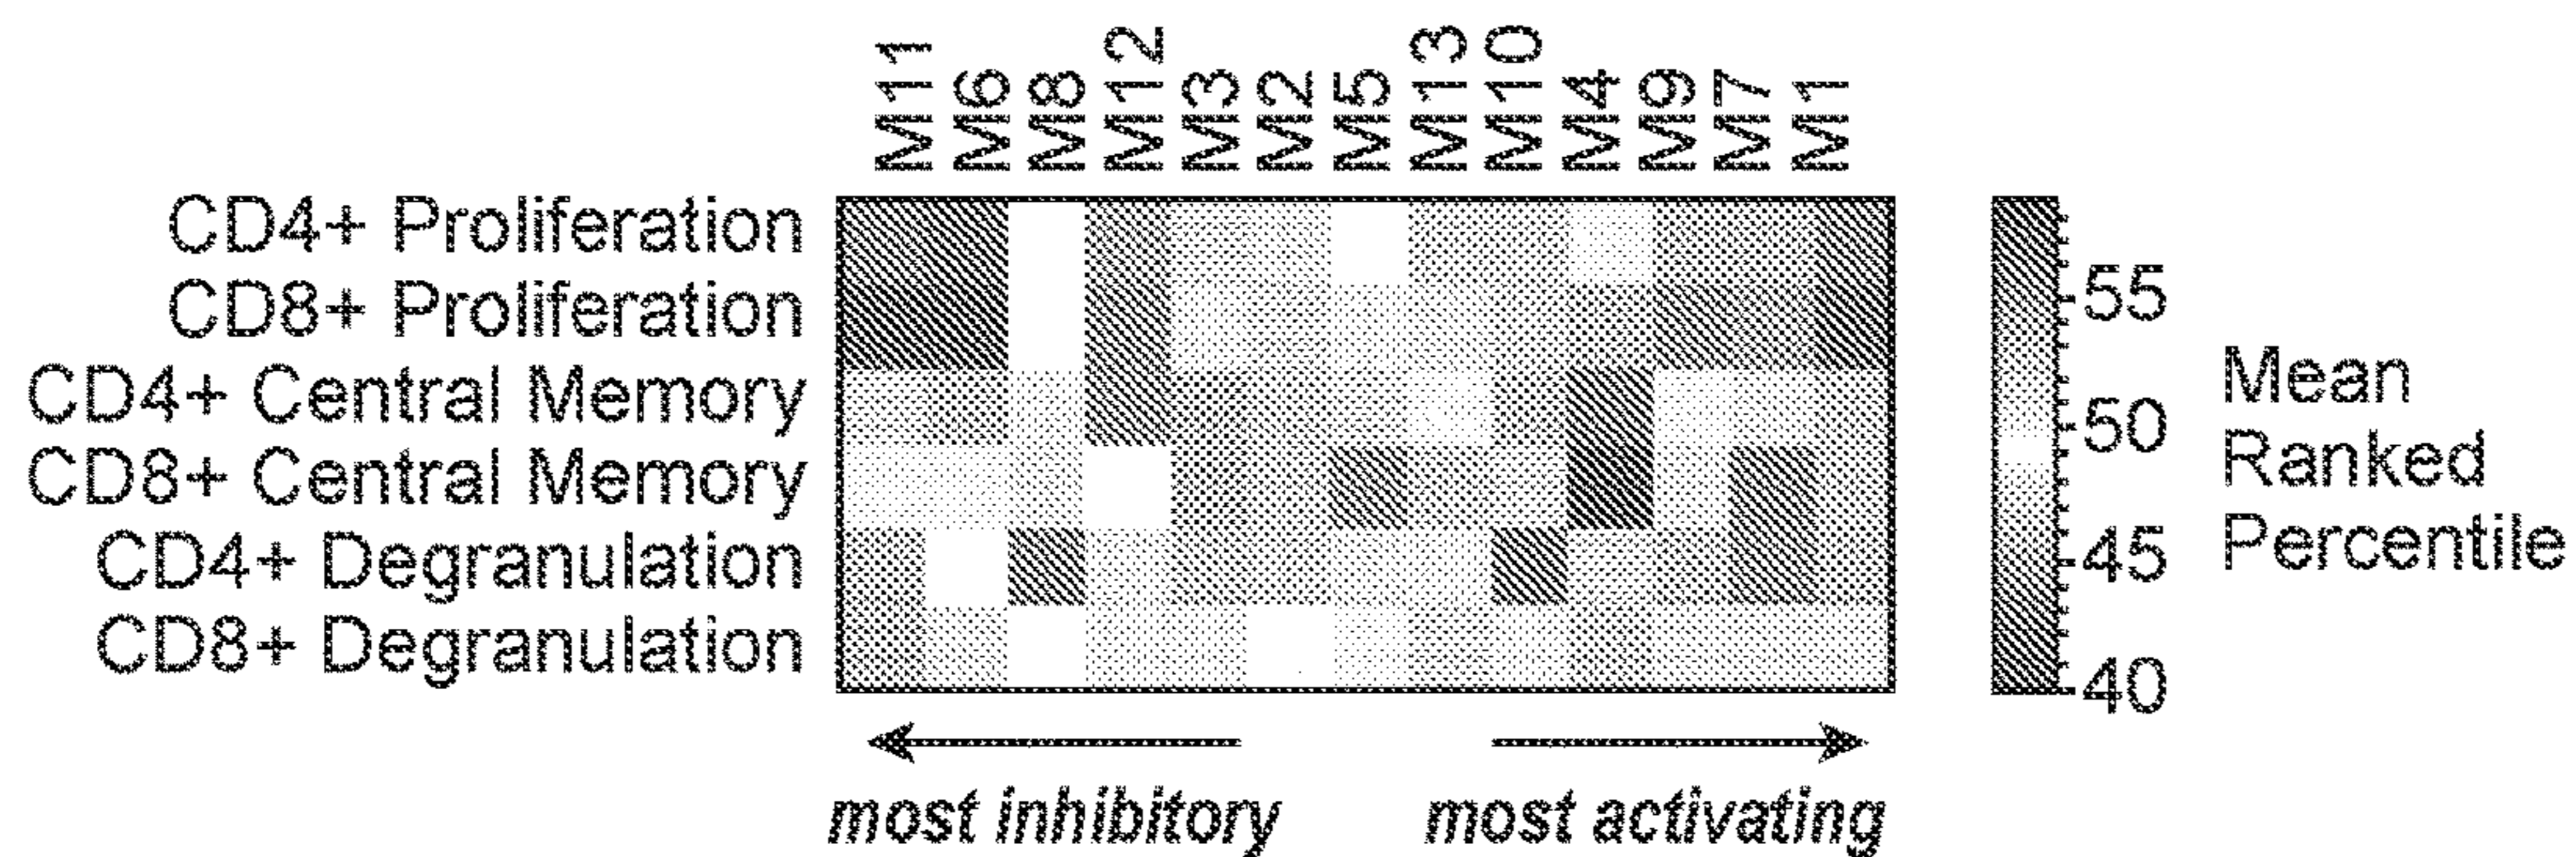 M11 M6 M8 M12 M3 M2 M5 M13 M10 M4 M9 M7 M1
CD4+ Proliferation
CD8+ Proliferation
CD4+ Central Memory
CD8+ Central Memory
CD4+ Degranulation
CD8+ Degranulation
55
50
45
40
Mean
Ranked
Percentile
most inhibitory
most activating